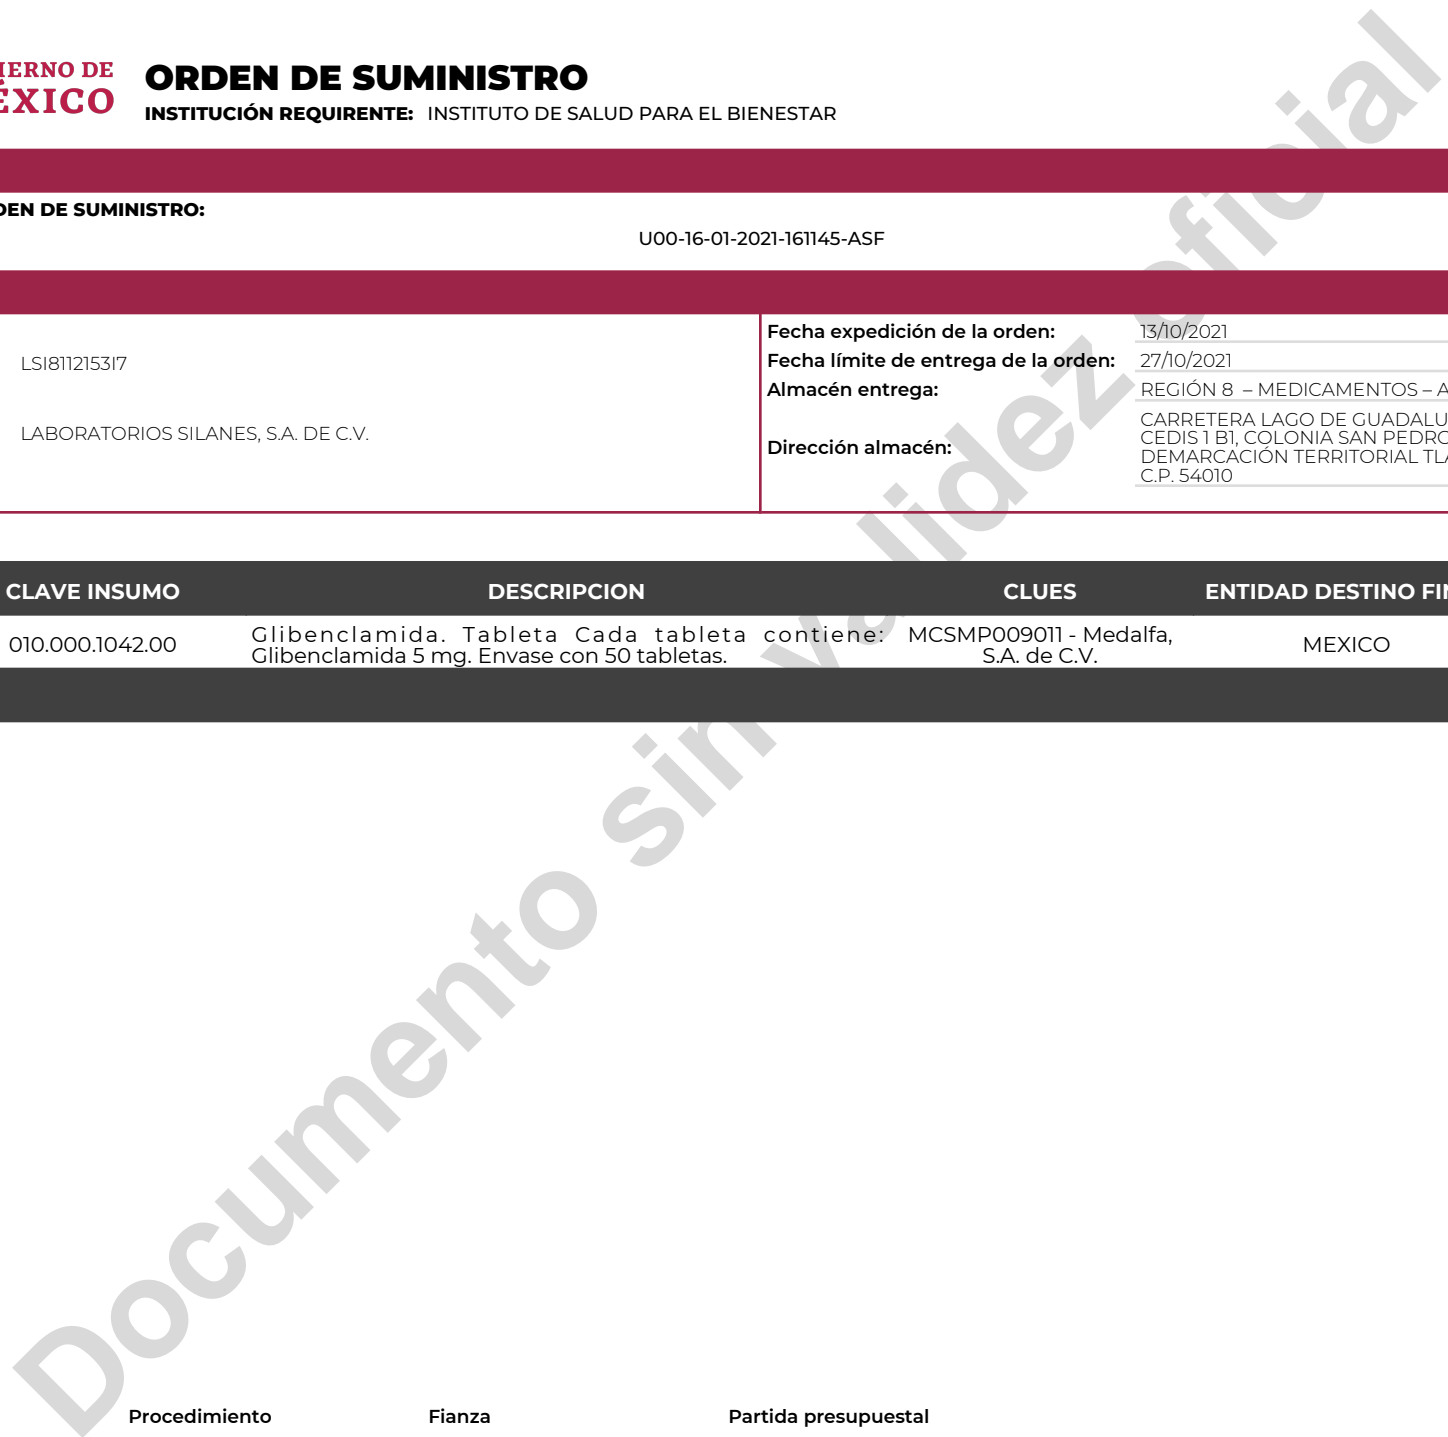 IERNO DE
ÉXICO
ORDEN DE SUMINISTRO
INSTITUCIÓN REQUIRENTE: INSTITUTO DE SALUD PARA EL BIENESTAR
DEN DE SUMINISTRO:
U00-16-01-2021-161145-ASF
LSI8112153I7
LABORATORIOS SILANES, S.A. DE C.V.
Fecha expedición de la orden: 13/10/2021
Fecha límite de entrega de la orden: 27/10/2021
Almacén entrega: REGIÓN 8 – MEDICAMENTOS – A
Dirección almacén:
CARRETERA LAGO DE GUADALU
CEDIS 1 B1, COLONIA SAN PEDRO
DEMARCACIÓN TERRITORIAL TLA
C.P. 54010
CLAVE INSUMO DESCRIPCION CLUES ENTIDAD DESTINO FIN
010.000.1042.00
Glibenclamida. Tableta Cada tableta contiene:
Glibenclamida 5 mg. Envase con 50 tabletas.
MCSMP009011 - Medalfa,
S.A. de C.V.
MEXICO
Documento sin validez oficial
Procedimiento Fianza Partida presupuestal